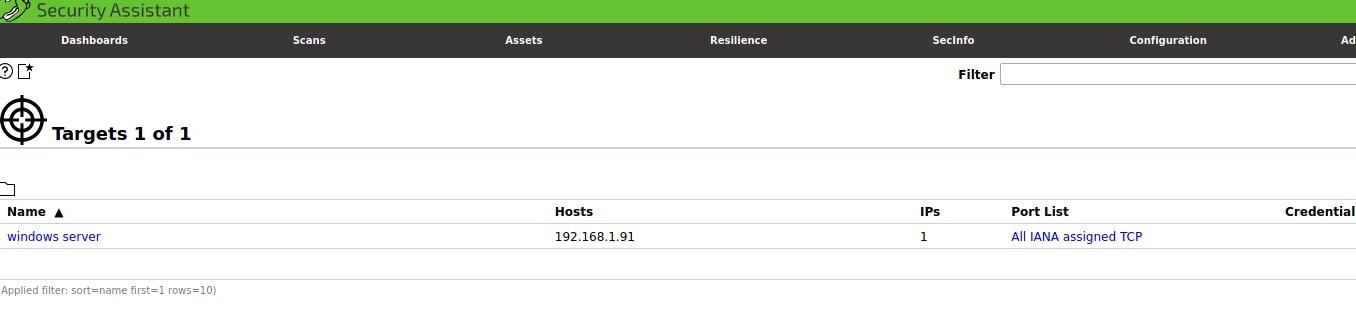 Security Assistant
Dashboards Scans Assets Resilience SecInfo Configuration Ad
Filter
Targets 1 of 1
Name ▲ Hosts IPs Port List Credential
windows server 192.168.1.91 1 All IANA assigned TCP
Applied filter: sort=name first=1 rows=10)